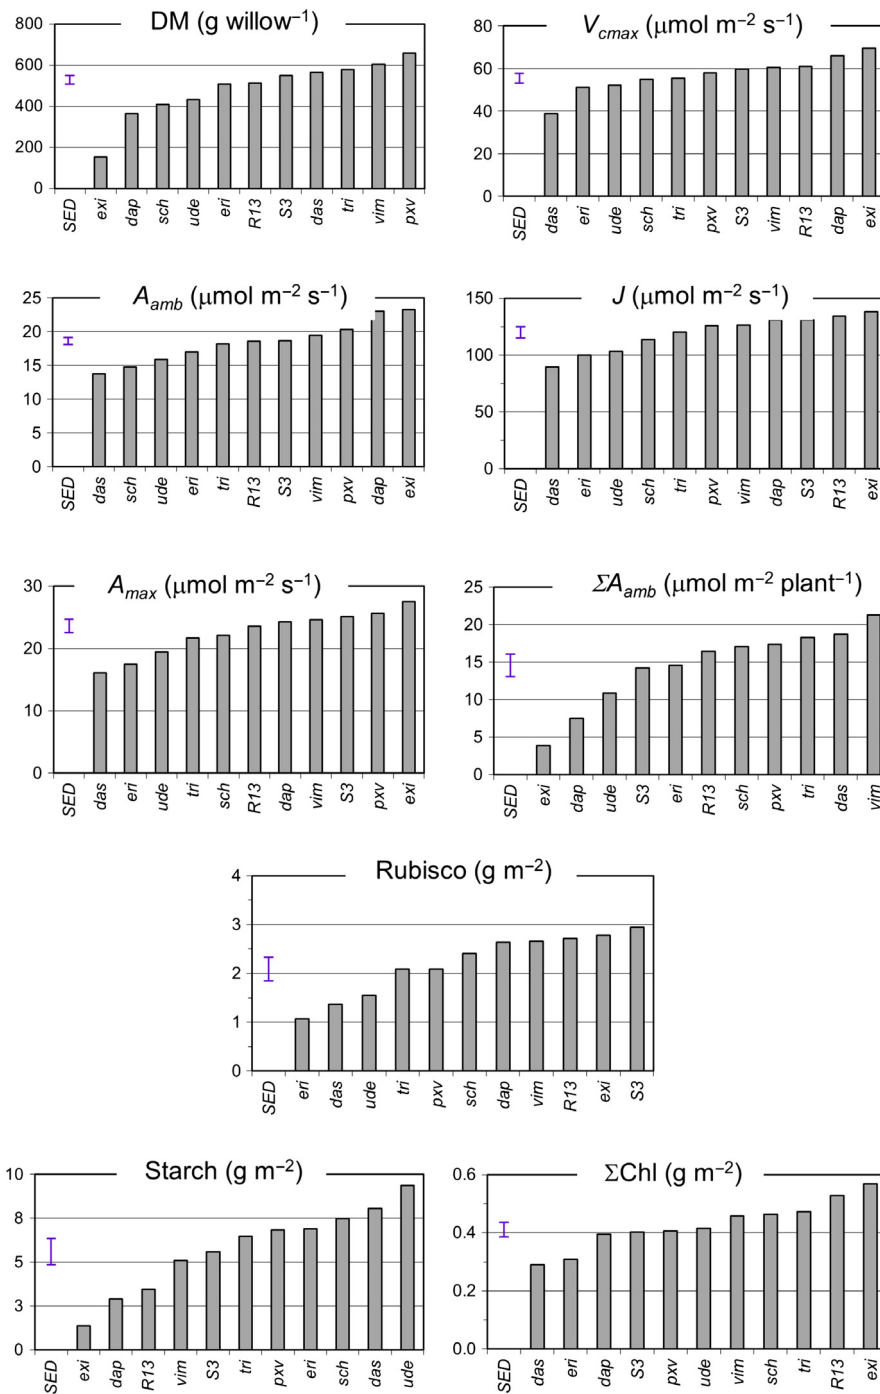 DM (g willow⁻¹)
800
600
400
200
0
SED exi dap sch ude eri R13 S3 das tri vim pxv
V_cmax (μmol m⁻² s⁻¹)
80
60
40
20
0
SED das eri ude sch tri pxv S3 vim R13 dap exi
A_amb (μmol m⁻² s⁻¹)
25
20
15
10
5
0
SED das sch ude eri tri R13 S3 vim pxv dap exi
J (μmol m⁻² s⁻¹)
150
100
50
0
SED das eri ude sch tri pxv vim dap S3 R13 exi
A_max (μmol m⁻² s⁻¹)
30
20
10
0
SED das eri ude tri sch R13 dap vim S3 pxv exi
ΣA_amb (μmol m⁻² plant⁻¹)
25
20
15
10
5
0
SED exi dap ude S3 eri R13 sch pxv tri das vim
Rubisco (g m⁻²)
4
3
2
1
0
SED eri das ude tri pxv sch dap vim R13 exi S3
Starch (g m⁻²)
10
8
5
3
0
SED exi dap R13 vim S3 tri pxv eri sch das ude
ΣChl (g m⁻²)
0.6
0.4
0.2
0.0
SED das eri dap S3 pxv ude vim sch tri R13 exi